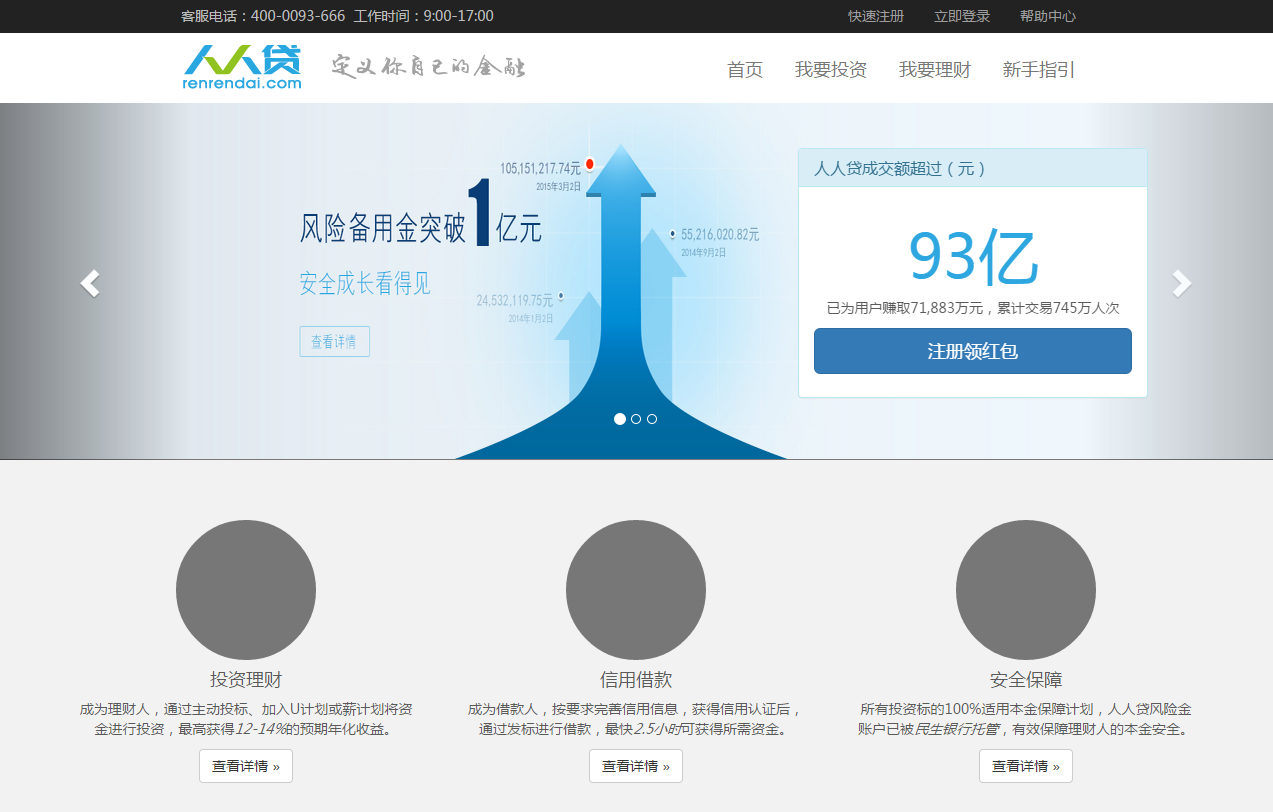 客服电话：400-0093-666 工作时间：9:00-17:00 快速注册 立即登录 帮助中心
人人贷 定义你自己的金融 首页 我要投资 我要理财 新手指引
renrendai.com
105,151,217.74元
2015年3月2日
风险备用金突破1亿元
55,216,020.82元
2014年9月2日
安全成长看得见
24,532,119.75元
2014年1月2日
查看详情
人人贷成交额超过（元）
93亿
已为用户赚取71,883万元，累计交易745万人次
注册领红包
投资理财
成为理财人，通过主动投标、加入U计划或薪计划将资
金进行投资，最高获得12-14%的预期年化收益。
查看详情 »
信用借款
成为借款人，按要求完善信用信息，获得信用认证后，
通过发标进行借款，最快2.5小时可获得所需资金。
查看详情 »
安全保障
所有投资标的100%适用本金保障计划，人人贷风险金
账户已被民生银行托管，有效保障理财人的本金安全。
查看详情 »